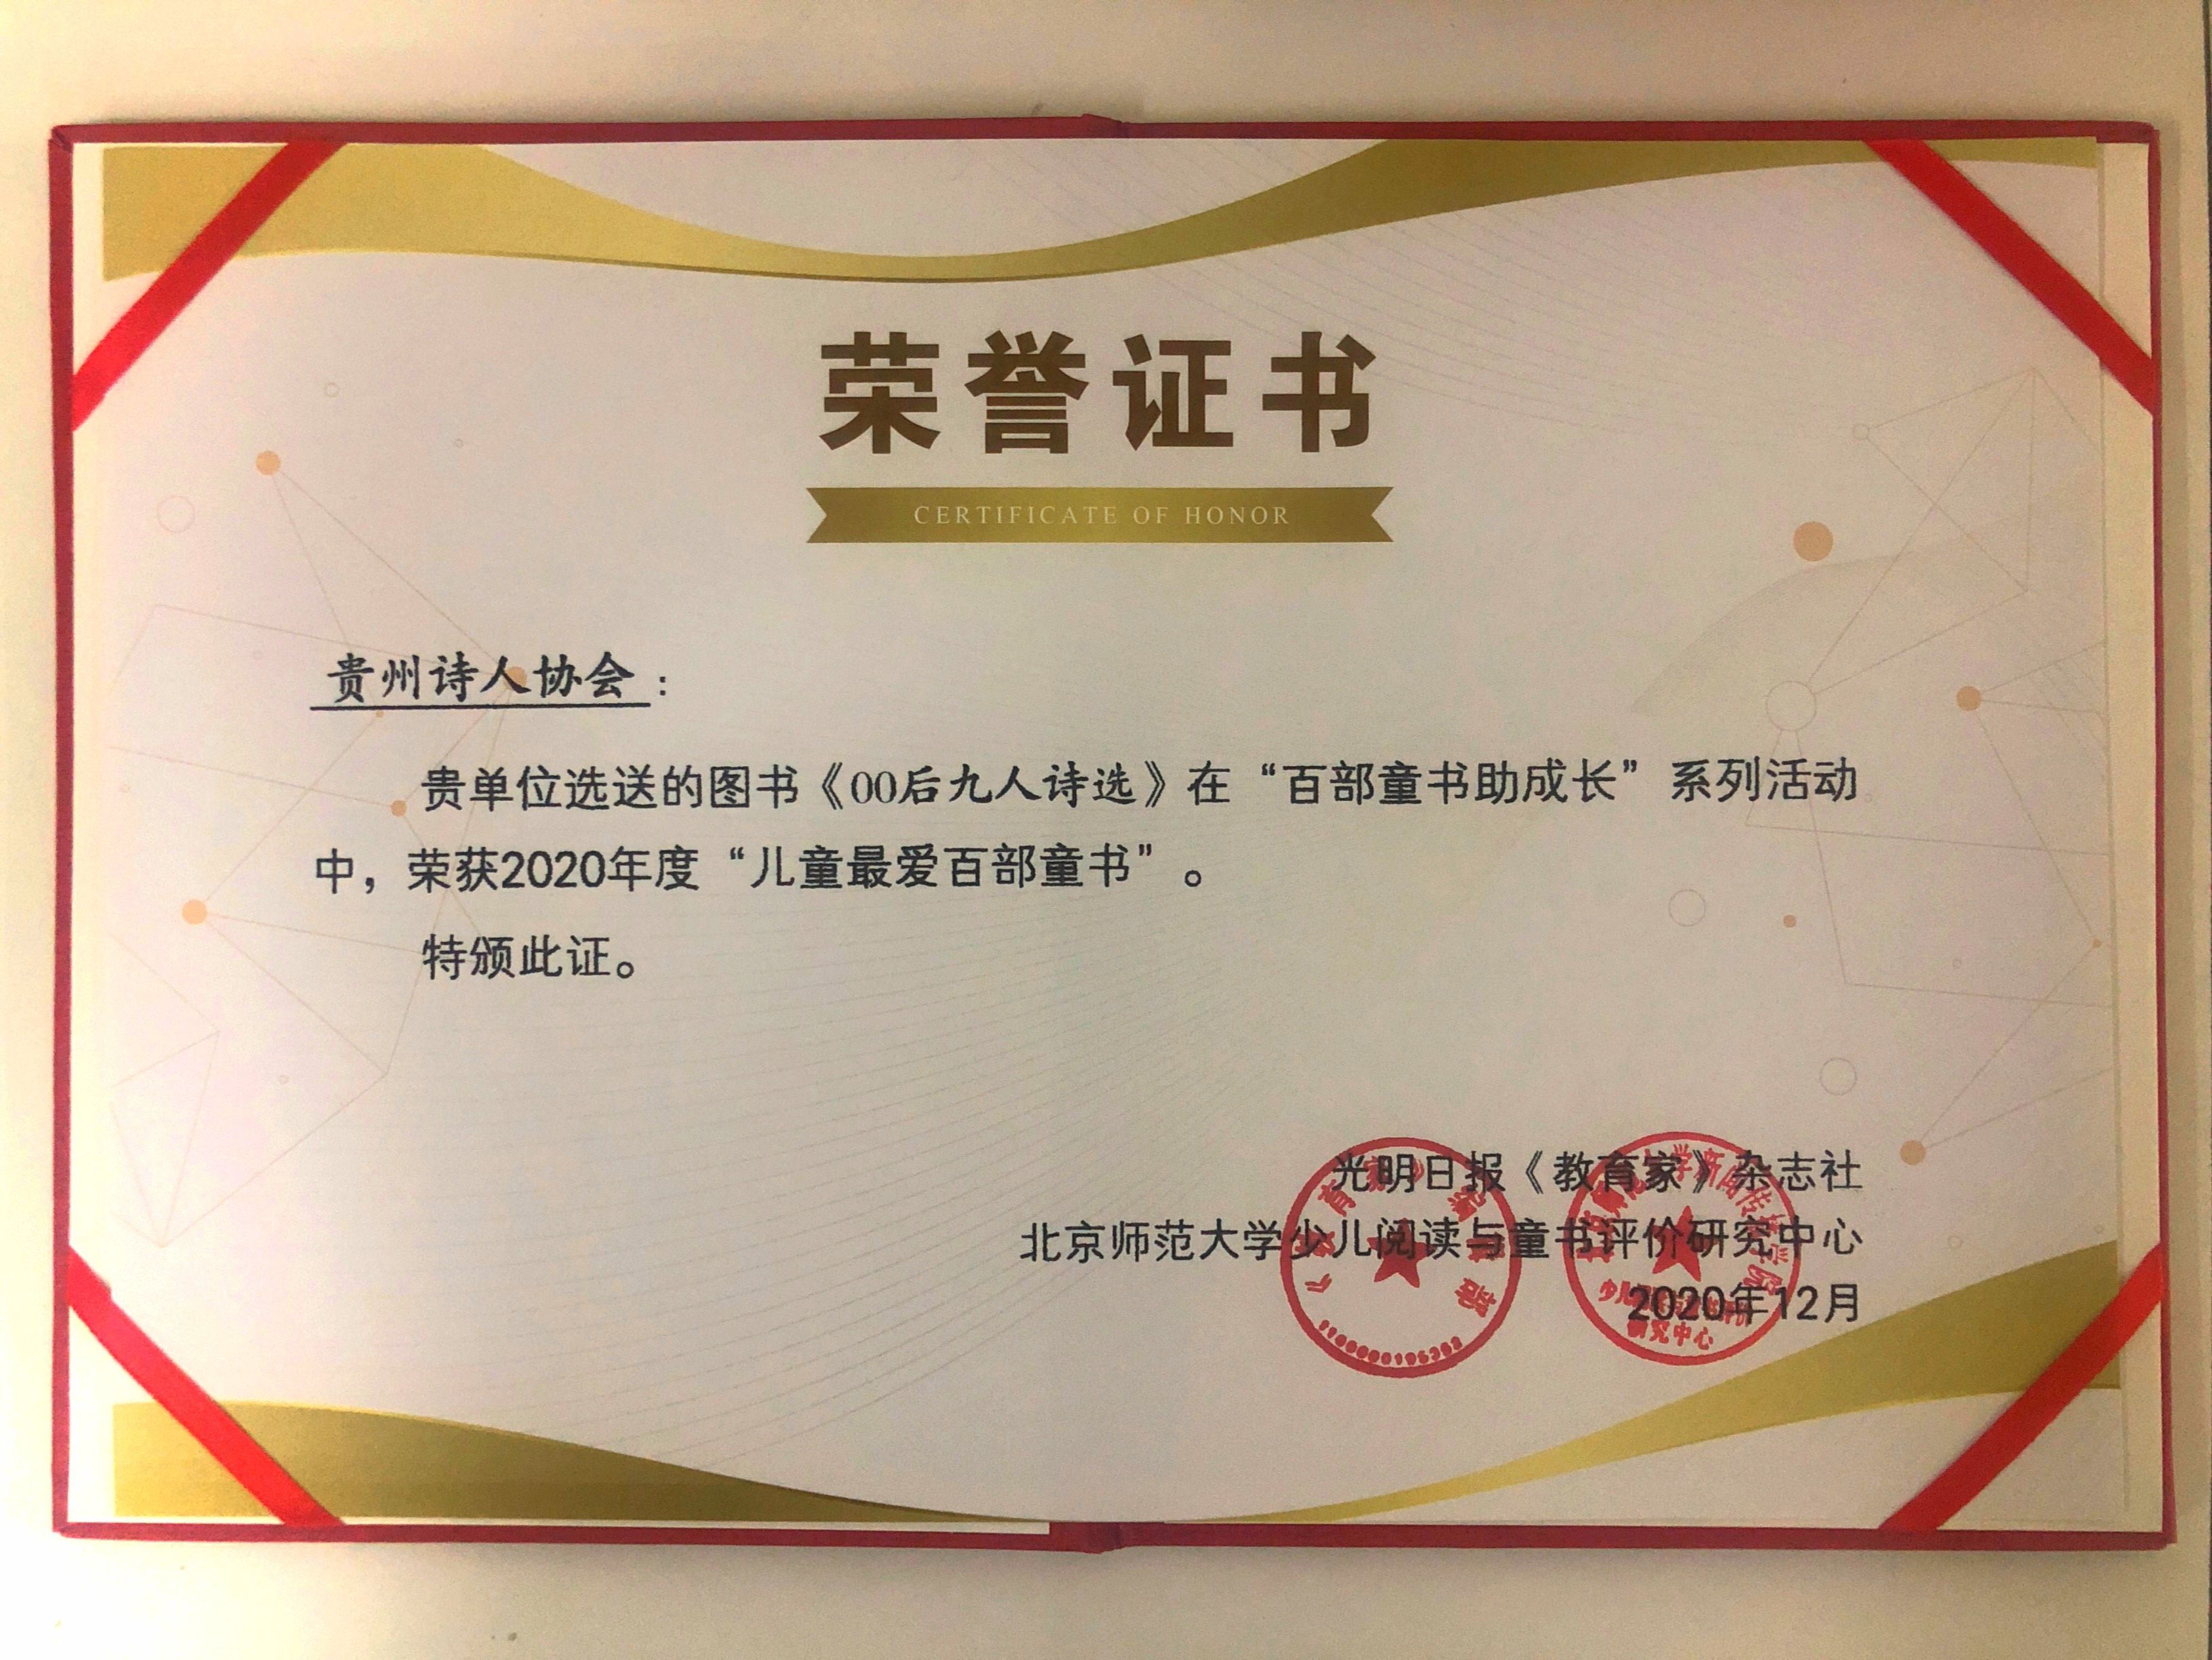 荣誉证书
CERTIFICATE OF HONOR
贵州诗人协会：
贵单位选送的图书《00后九人诗选》在“百部童书助成长”系列活动
中，荣获2020年度“儿童最爱百部童书”。
特颁此证。
光明日报《教育家》杂志社
北京师范大学少儿阅读与童书评价研究中心
2020年12月
研究中心